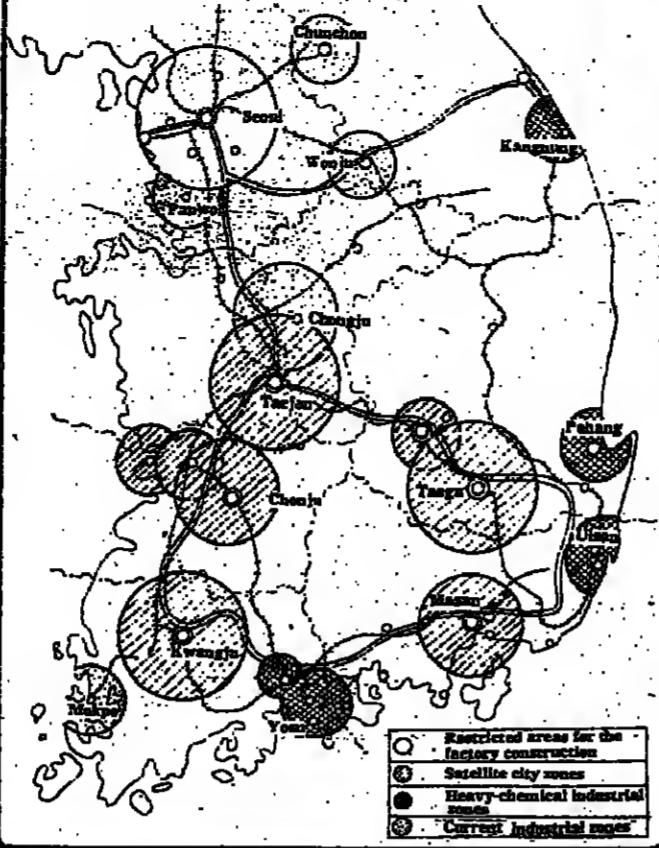 Chunchon
Seoul
Wonju
Kangnung
Chongju
Taejon
Pohang
Chonju
Taegu
Ulsan
Masan
Kwangju
Mokpo
Yosu
Restricted areas for the
factory construction
Satellite city zones
Heavy-chemical industrial
zones
Current industrial zones